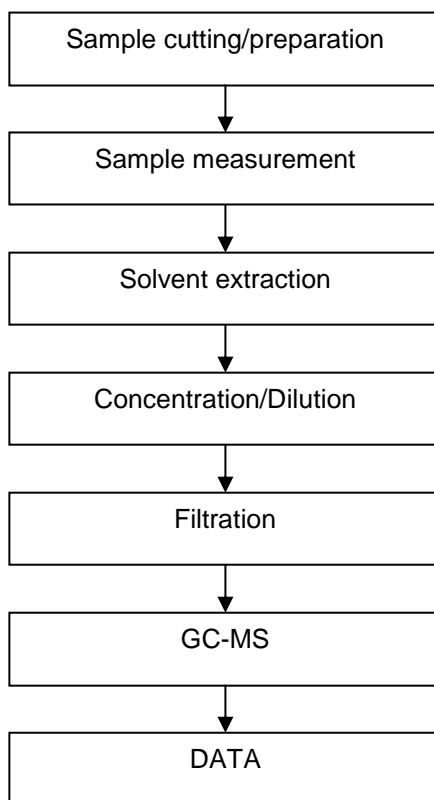 Sample cutting/preparation
Sample measurement
Solvent extraction
Concentration/Dilution
Filtration
GC-MS
DATA